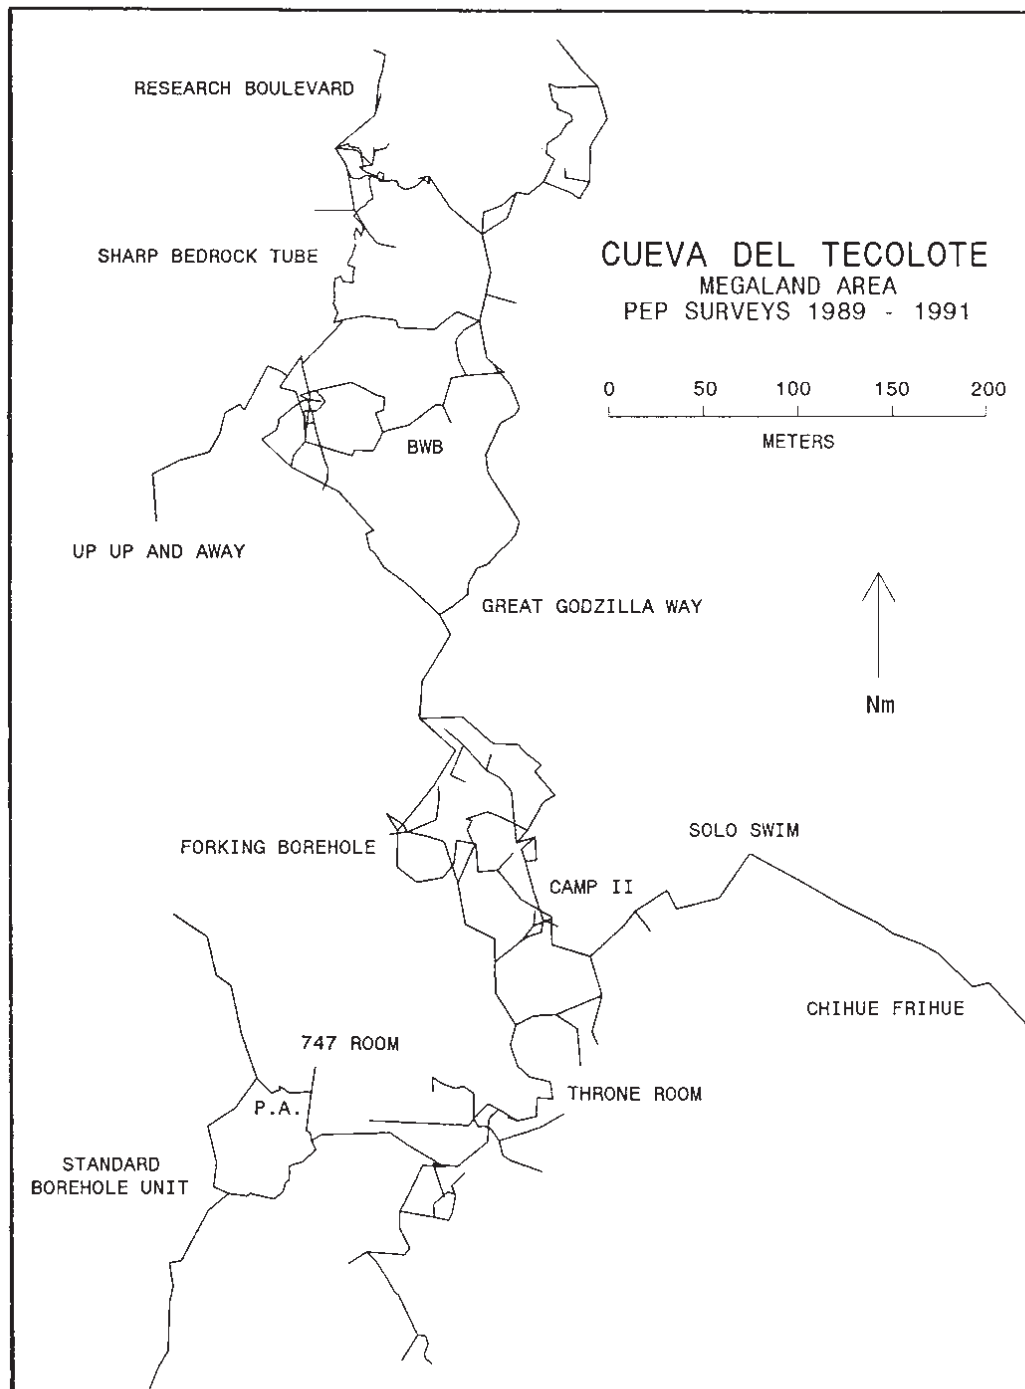 RESEARCH BOULEVARD
SHARP BEDROCK TUBE
CUEVA DEL TECOLOTE
MEGALAND AREA
PEP SURVEYS 1989 - 1991
0 50 100 150 200
METERS
BWB
UP UP AND AWAY
GREAT GODZILLA WAY
Nm
SOLO SWIM
FORKING BOREHOLE
CAMP II
CHIHUE FRIHUE
747 ROOM
THRONE ROOM
P.A.
STANDARD
BOREHOLE UNIT